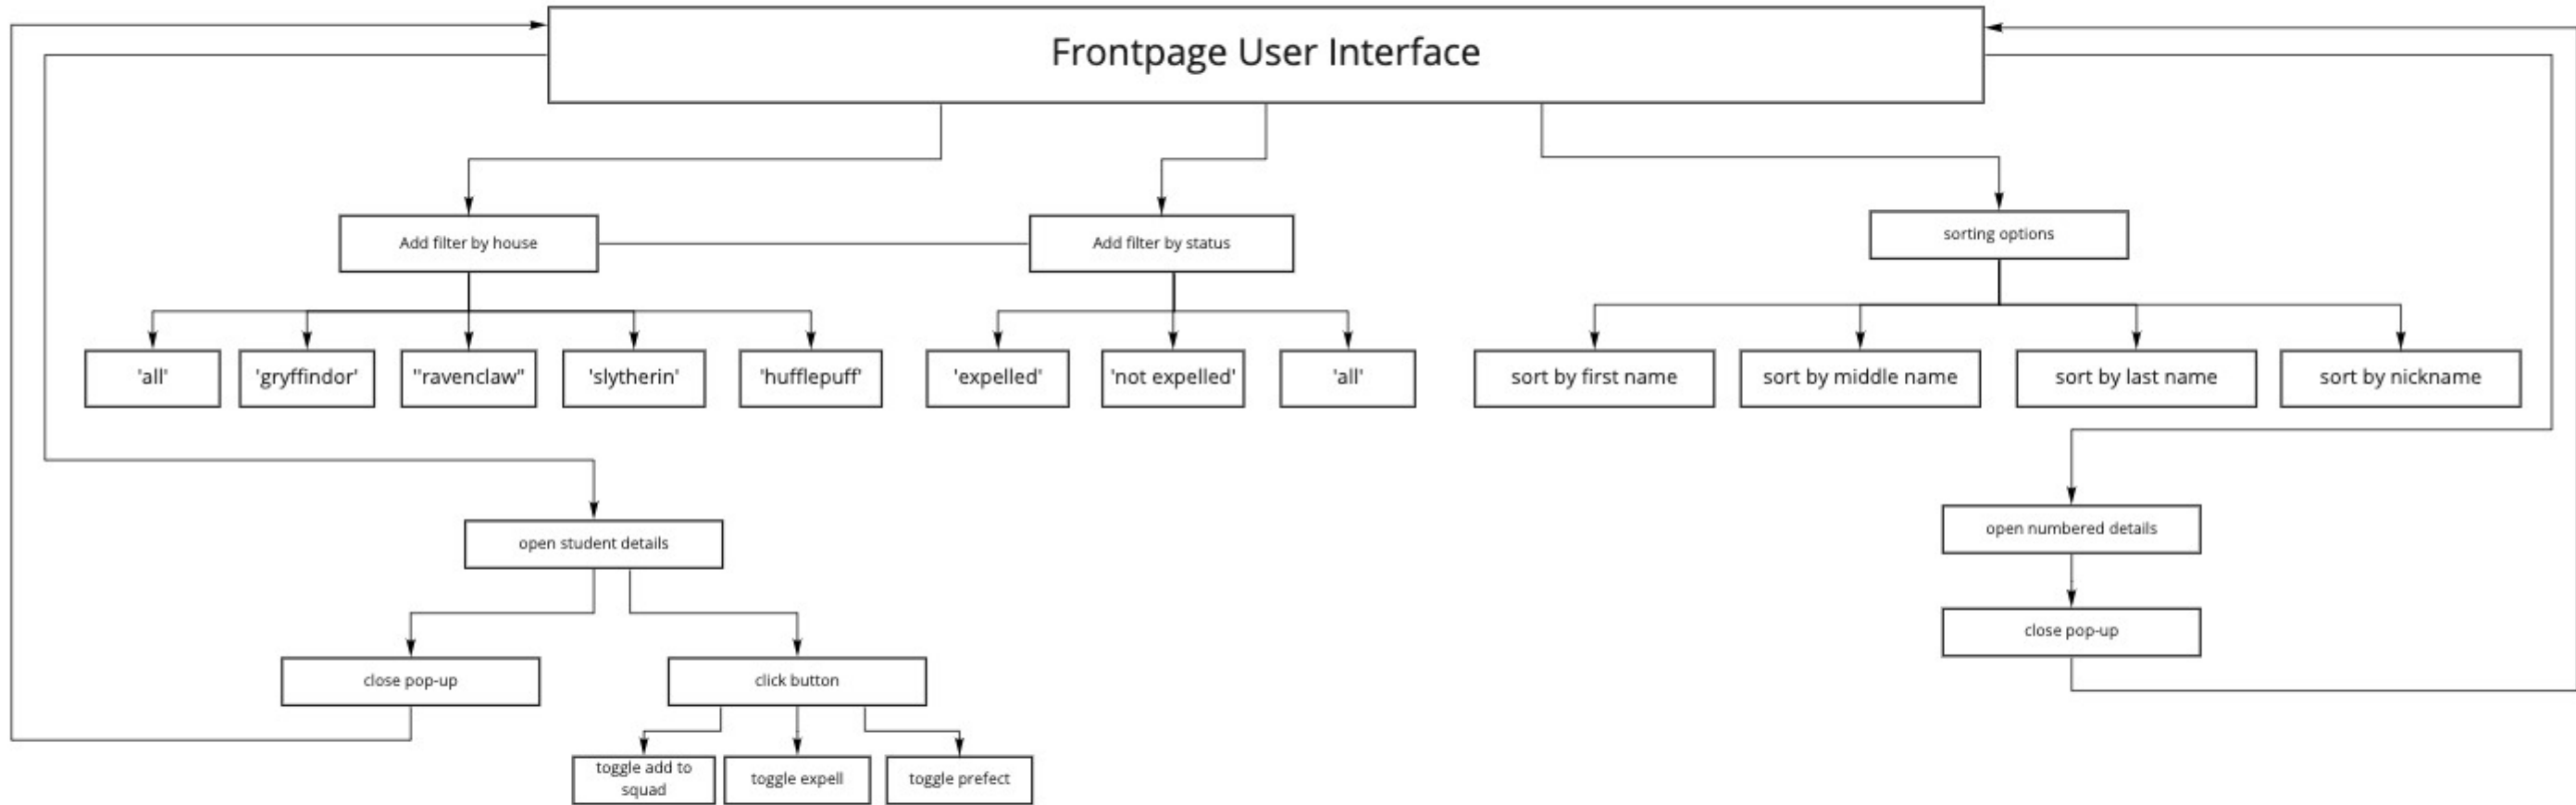 Frontpage User Interface
Add filter by house
Add filter by status
sorting options
'all'
'gryffindor'
"ravenclaw"
'slytherin'
'hufflepuff'
'expelled'
'not expelled'
'all'
sort by first name
sort by middle name
sort by last name
sort by nickname
open student details
open numbered details
close pop-up
click button
close pop-up
toggle add to
squad
toggle expell
toggle prefect